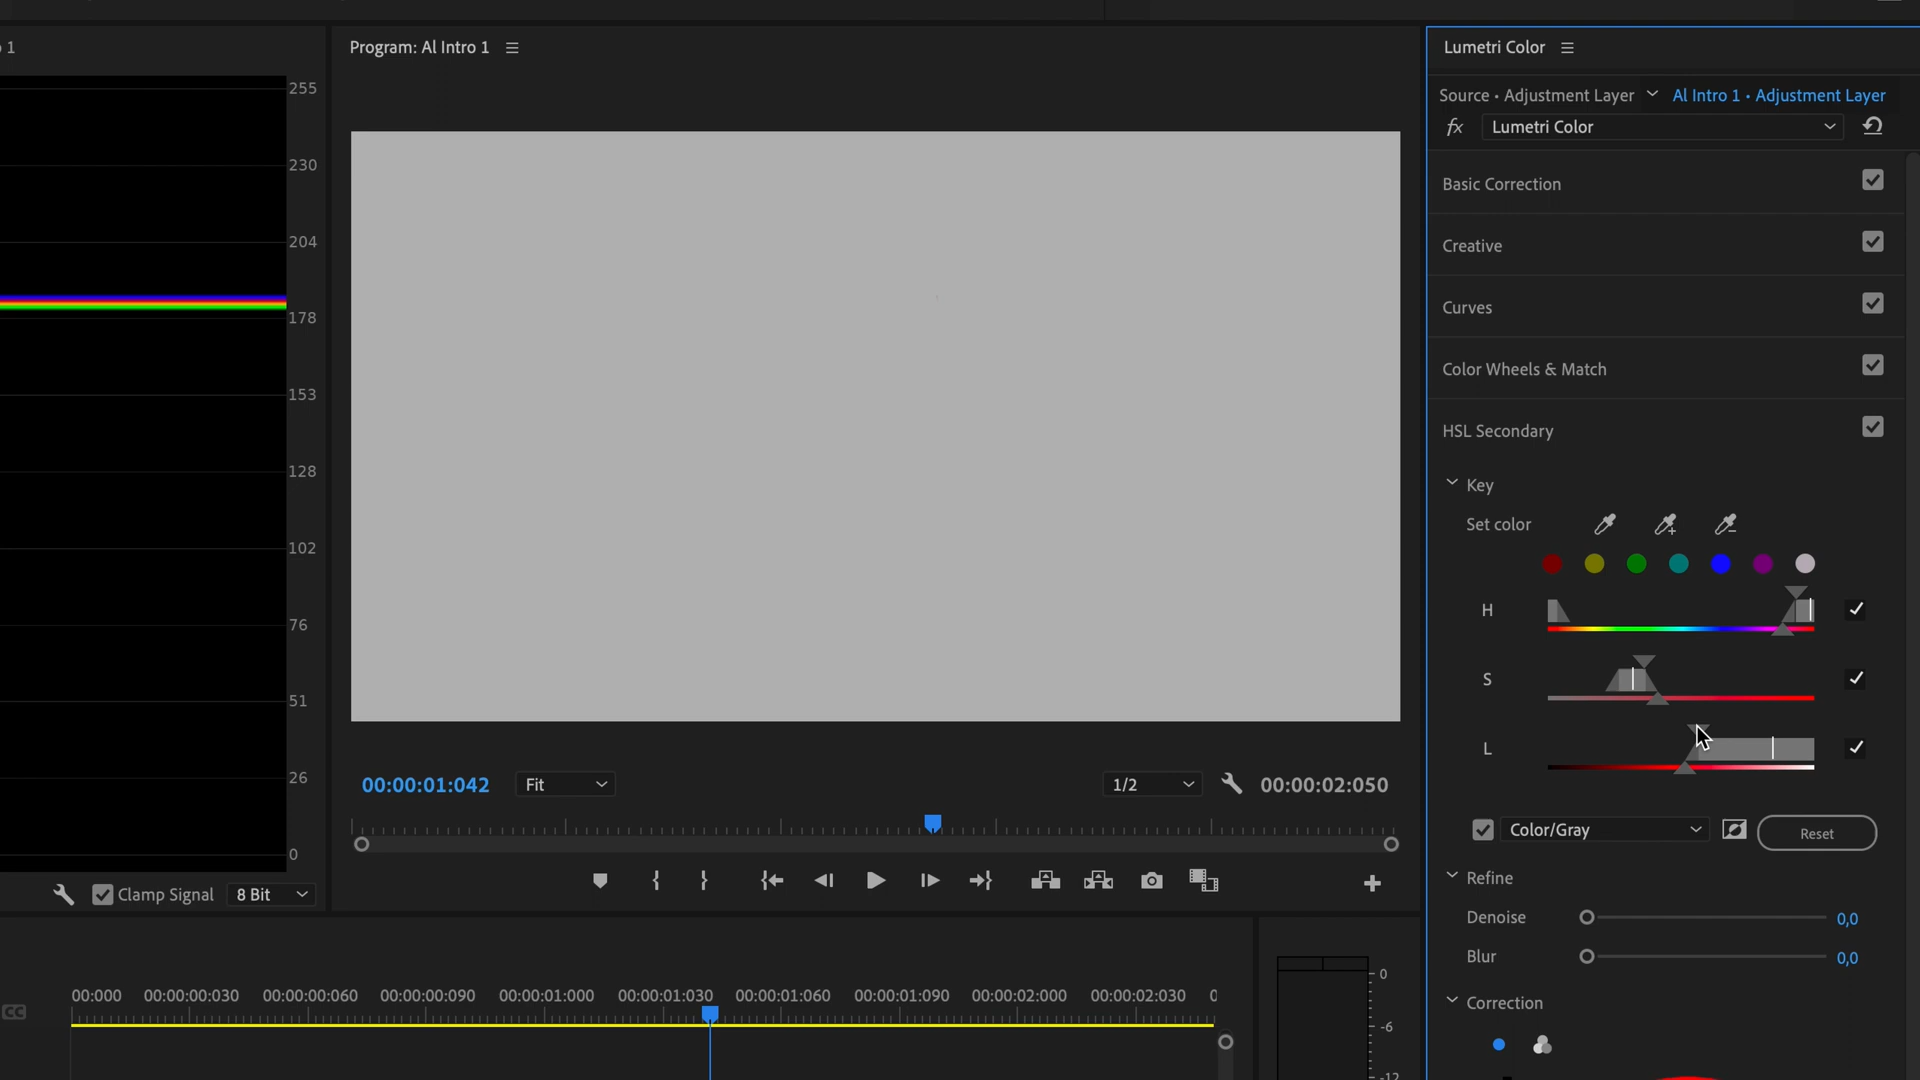 1
Program: Al Intro 1
Lumetri Color
Source • Adjustment Layer
Al Intro 1 • Adjustment Layer
fx
Lumetri Color
255
230
204
178
153
128
102
76
51
26
0
Clamp Signal
8 Bit
00:00:01:042
Fit
1/2
00:00:02:050
Basic Correction
Creative
Curves
Color Wheels & Match
HSL Secondary
Key
Set color
H
S
L
Color/Gray
Reset
Refine
Denoise
0,0
Blur
0,0
Correction
CC
00:000
00:00:00:030
00:00:00:060
00:00:00:090
00:00:01:000
00:00:01:030
00:00:01:060
00:00:01:090
00:00:02:000
00:00:02:030
0
-6
-12